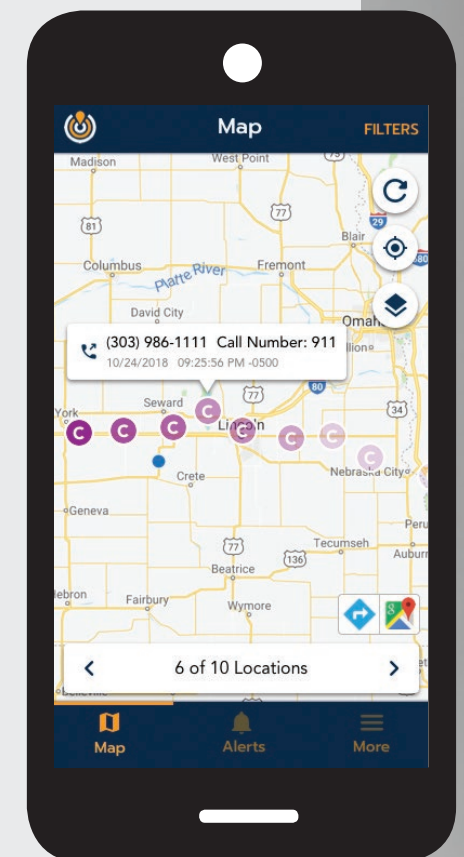 Map
FILTERS
Madison
West Point
77
81
29
Blair
680
Columbus
Platte River
Fremont
David City
Omah
(303) 986-1111 Call Number: 911
10/24/2018 09:25:56 PM -0500
80
Seward
77
34
York
Lincoln
C C C C C C C C
Crete
Nebraska City
Geneva
Peru
77
Tecumseh
136
Auburn
Beatrice
lebron
Fairbury
Wymore
6 of 10 Locations
Map
Alerts
More